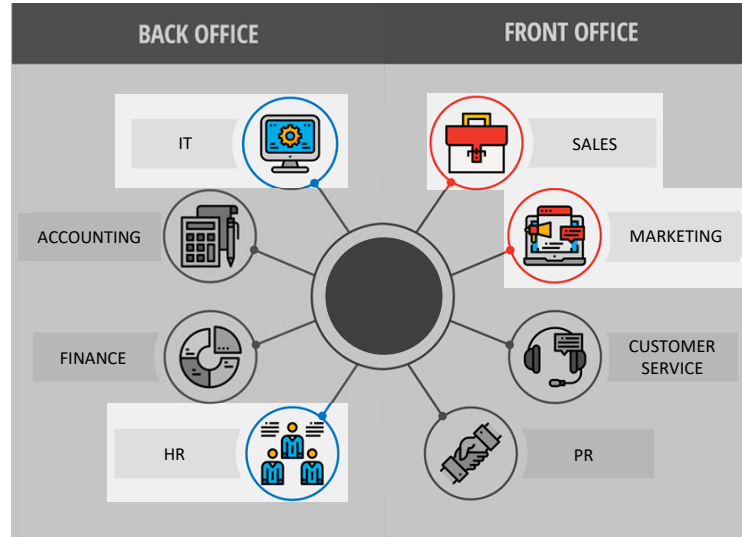 BACK OFFICE
FRONT OFFICE
IT
SALES
ACCOUNTING
MARKETING
FINANCE
CUSTOMER
SERVICE
HR
PR